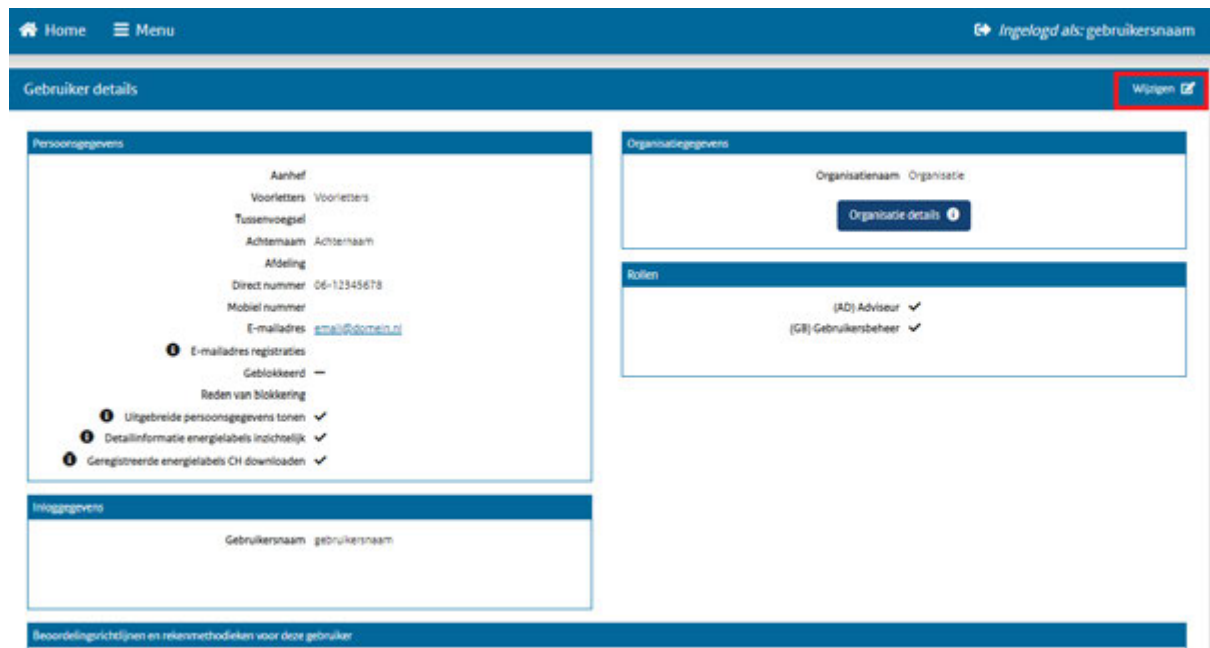 Home Menu Ingelogd als: gebruikersnaam
Gebruiker details Wijzigen
Persoonsgegevens
Aanhef
Voorletters Voorletters
Tussenvoegsel
Achternaam Achternaam
Afdeling
Direct nummer 06-12345678
Mobiel nummer
E-mailadres email@domein.nl
E-mailadres registraties
Geblokkeerd —
Reden van blokkering
Uitgebreide persoonsgegevens tonen ✓
Detailinformatie energielabels inzichtelijk ✓
Geregistreerde energielabels CH downloaden ✓
Inloggegevens
Gebruikersnaam gebruikersnaam
Organisatiegegevens
Organisatienaam Organisatie
Organisatie details
Rollen
(AD) Adviseur ✓
(GB) Gebruikersbeheer ✓
Beoordelingsrichtlijnen en rekenmethodieken voor deze gebruiker